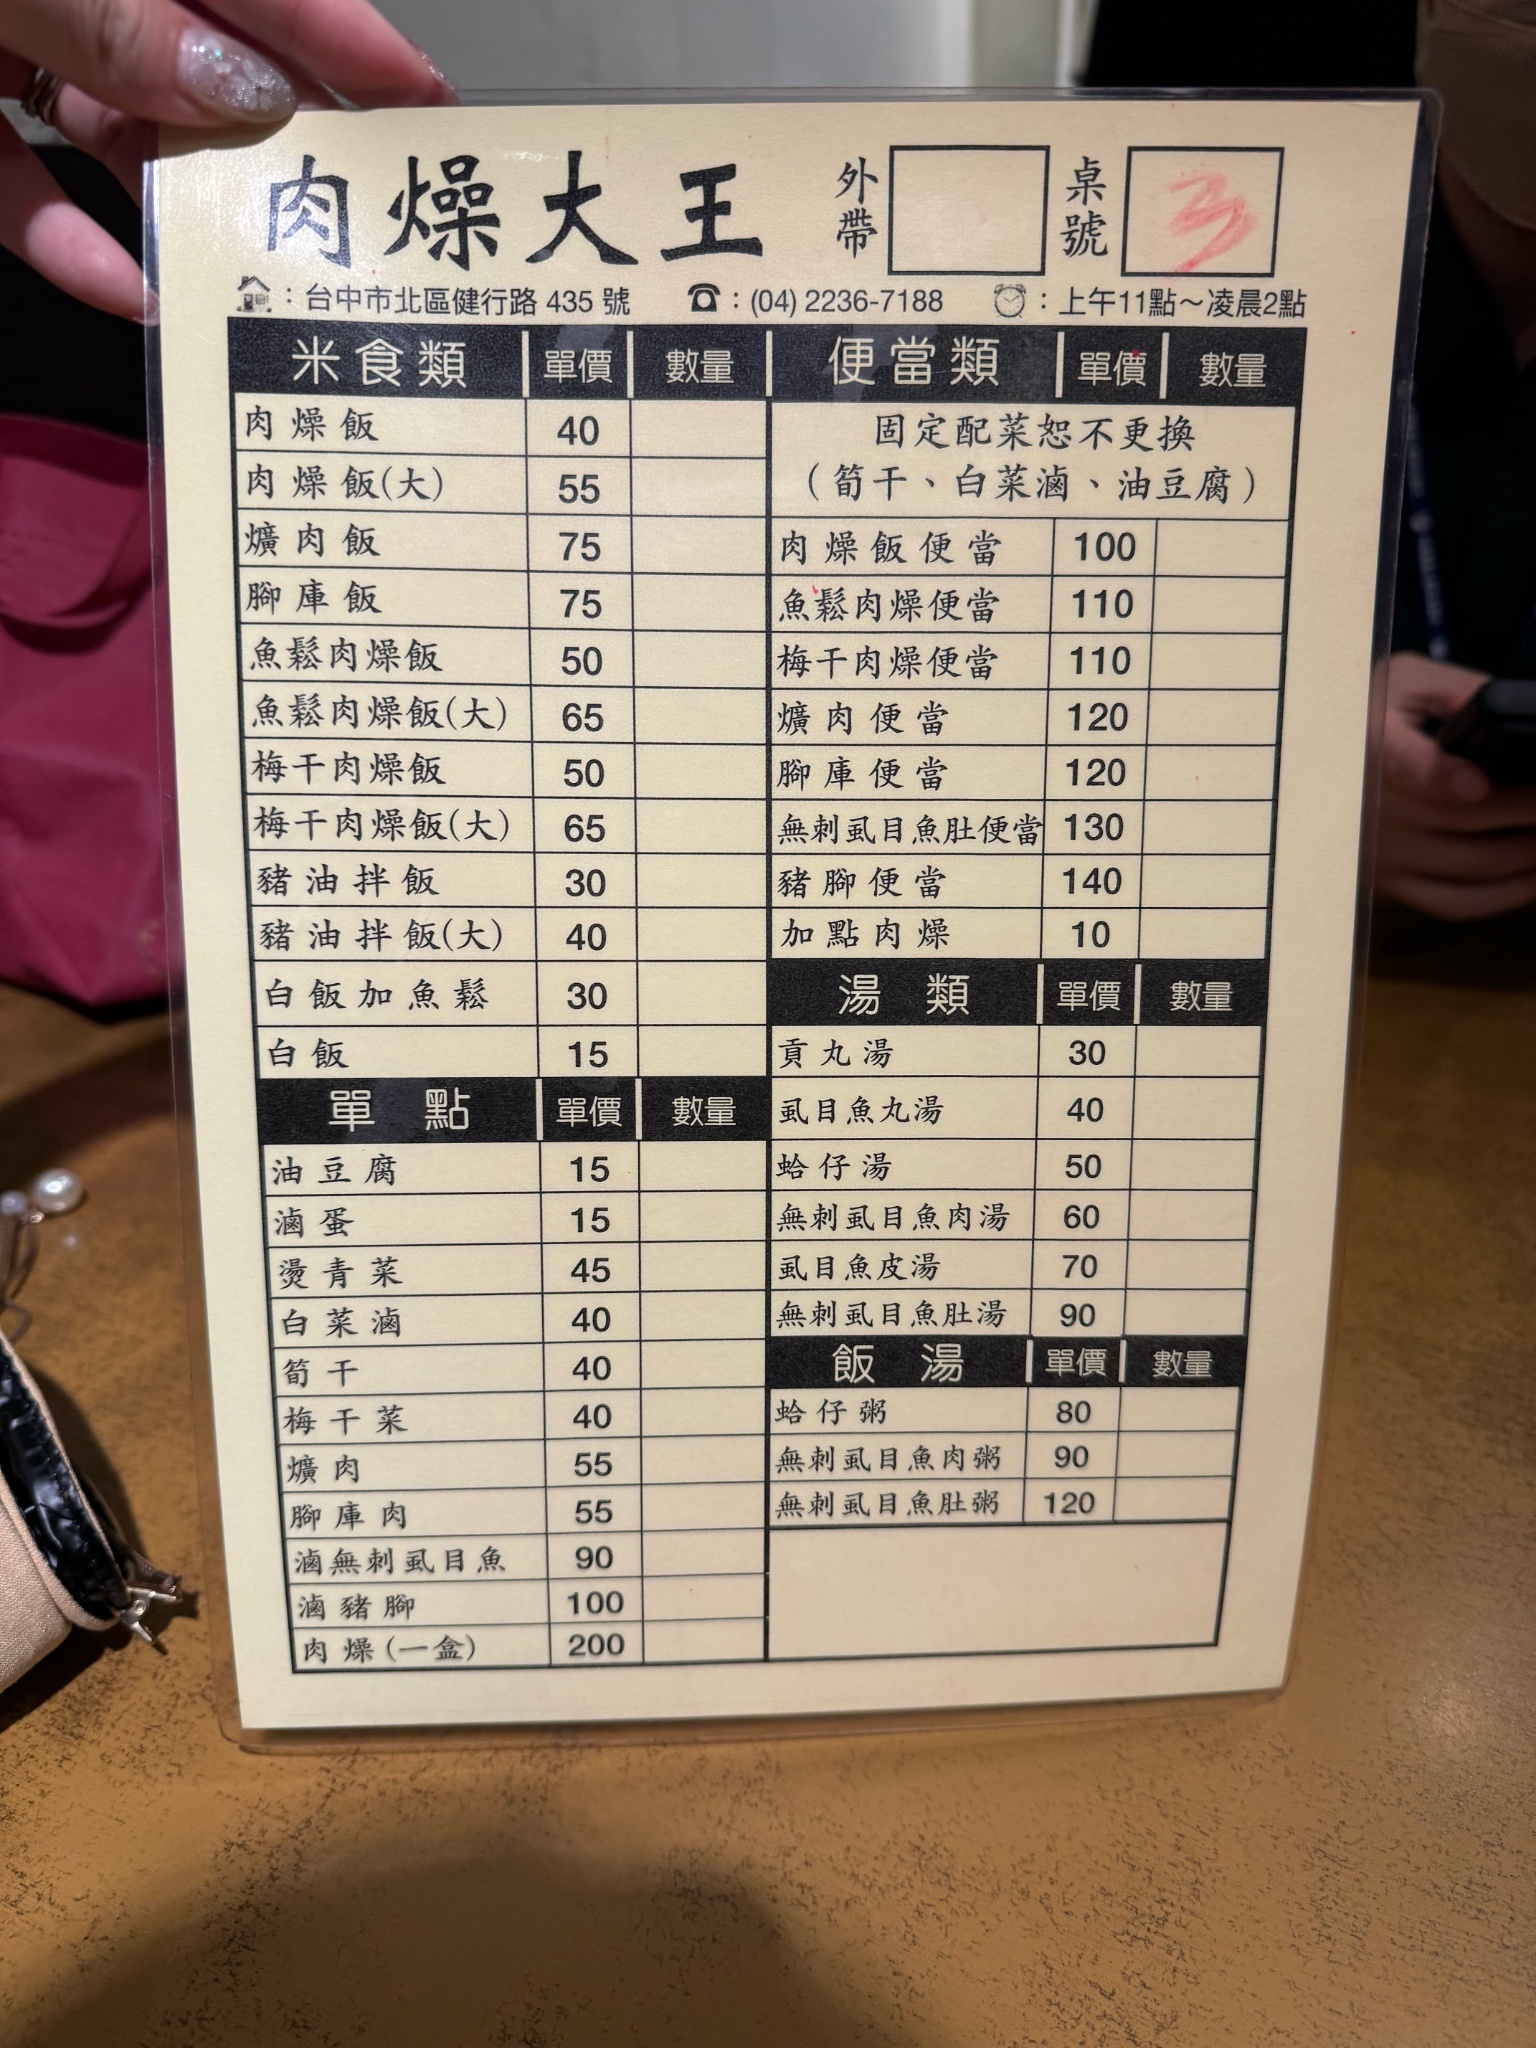 肉燥大王 外帶 桌號 3
：台中市北區健行路 435 號 ：(04) 2236-7188 ：上午11點～凌晨2點
米食類 單價 數量
肉燥飯 40
肉燥飯(大) 55
爌肉飯 75
腳庫飯 75
魚鬆肉燥飯 50
魚鬆肉燥飯(大) 65
梅干肉燥飯 50
梅干肉燥飯(大) 65
豬油拌飯 30
豬油拌飯(大) 40
白飯加魚鬆 30
白飯 15
單點 單價 數量
油豆腐 15
滷蛋 15
燙青菜 45
白菜滷 40
筍干 40
梅干菜 40
爌肉 55
腳庫肉 55
滷無刺虱目魚 90
滷豬腳 100
肉燥(一盒) 200
便當類 單價 數量
固定配菜恕不更換
（筍干、白菜滷、油豆腐）
肉燥飯便當 100
魚鬆肉燥便當 110
梅干肉燥便當 110
爌肉便當 120
腳庫便當 120
無刺虱目魚肚便當 130
豬腳便當 140
加點肉燥 10
湯類 單價 數量
貢丸湯 30
虱目魚丸湯 40
蛤仔湯 50
無刺虱目魚肉湯 60
虱目魚皮湯 70
無刺虱目魚肚湯 90
飯湯 單價 數量
蛤仔粥 80
無刺虱目魚肉粥 90
無刺虱目魚肚粥 120